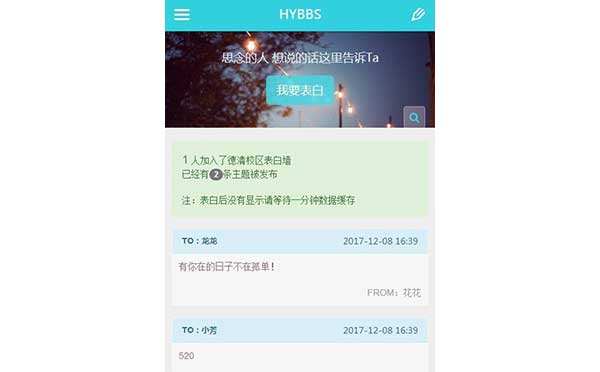 HYBBS
思念的人 想说的话这里告诉Ta
我要表白
1 人加入了德清校区表白墙
已经有2条主题被发布
注：表白后没有显示请等待一分钟数据缓存
TO：龙龙 2017-12-08 16:39
有你在的日子不在孤单！
FROM：花花
TO：小芳 2017-12-08 16:39
520